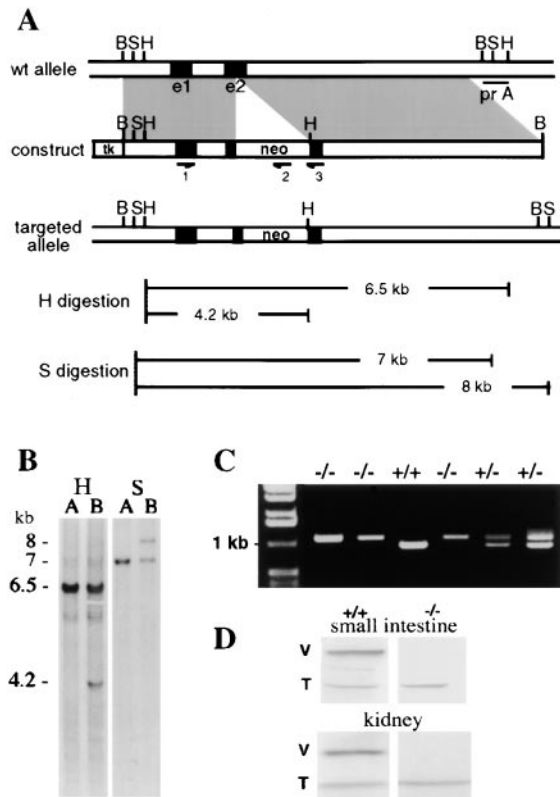 A
B S H B S H
wt allele
e1 e2 pr A
B S H H B
construct tk neo
1 2 3
B S H H B S
targeted allele neo
H digestion
6.5 kb
4.2 kb
S digestion
7 kb
8 kb
B
H S
kb A B A B
8
7
6.5
4.2
C
-/- -/- +/+ -/- +/- +/-
1 kb
D
+/+ -/-
small intestine
V
T
kidney
V
T